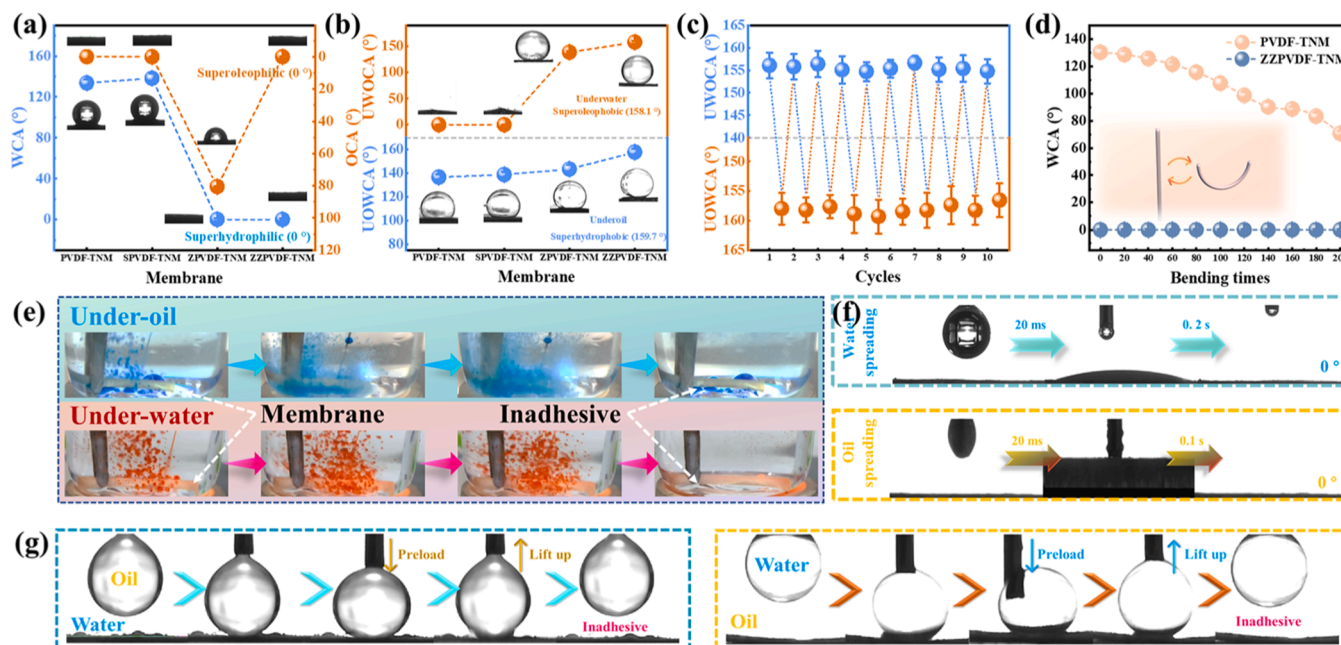 (a)
WCA (°)
160
120
80
40
0
Superoleophilic (0 °)
Superhydrophilic (0 °)
0
20
40
60
80
100
120
OCA (°)
PVDF-TNM SPVDF-TNM ZPVDF-TNM ZZPVDF-TNM
Membrane
(b)
UWOCA (°)
150
100
50
0
Underwater
Superoleophobic (158.1 °)
UOWCA (°)
160
140
120
100
80
Underoil
Superhydrophobic (159.7 °)
PVDF-TNM SPVDF-TNM ZPVDF-TNM ZZPVDF-TNM
Membrane
(c)
UWOCA (°)
165
160
155
150
145
140
UOWCA (°)
150
155
160
165
1 2 3 4 5 6 7 8 9 10
Cycles
(d)
WCA (°)
140
120
100
80
60
40
20
0
PVDF-TNM
ZZPVDF-TNM
0 20 40 60 80 100 120 140 160 180
Bending times
(e)
Under-oil
Under-water
Membrane
Inadhesive
(f)
Water
spreading
20 ms
0. 2 s
0 °
Oil
spreading
20 ms
0.1 s
0 °
(g)
Oil
Water
Preload
Lift up
Inadhesive
Water
Oil
Preload
Lift up
Inadhesive